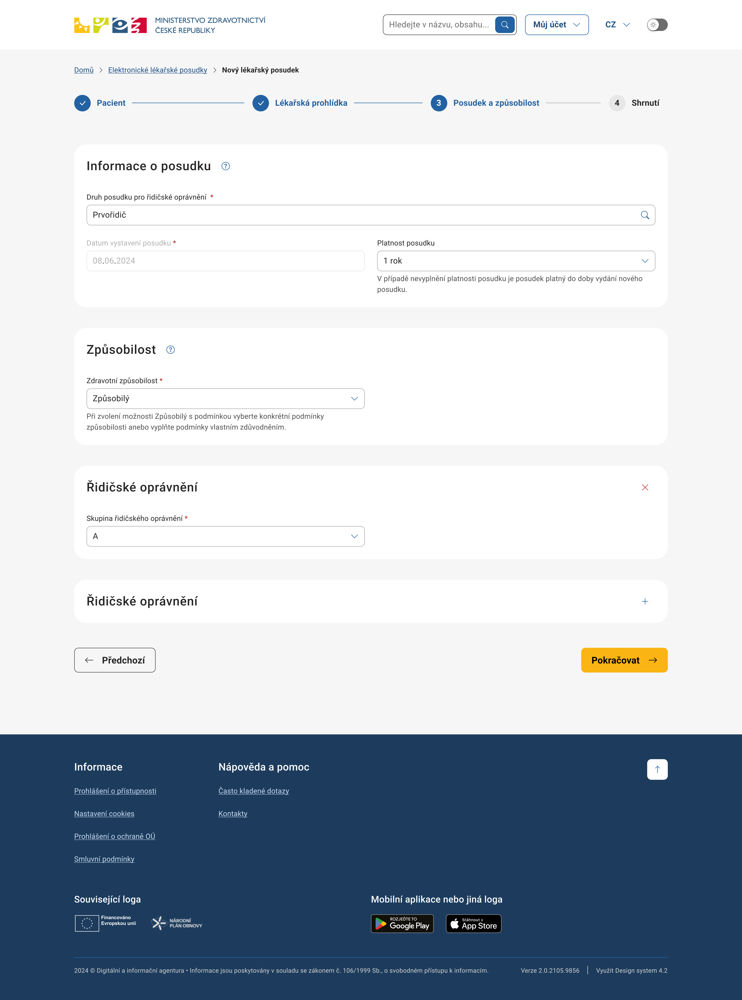 MINISTERSTVO ZDRAVOTNICTVÍ
ČESKÉ REPUBLIKY
Hledejte v názvu, obsahu...
Můj účet
CZ
Domů
Elektronické lékařské posudky
Nový lékařský posudek
Pacient
Lékařská prohlídka
3 Posudek a způsobilost
4 Shrnutí
Informace o posudku ?
Druh posudku pro řidičské oprávnění *
Prvořidič
Datum vystavení posudku *
08.06.2024
Platnost posudku
1 rok
V případě nevyplnění platnosti posudku je posudek platný do doby vydání nového
posudku.
Způsobilost ?
Zdravotní způsobilost *
Způsobilý
Při zvolení možnosti Způsobilý s podmínkou vyberte konkrétní podmínky
způsobilosti anebo vyplňte podmínky vlastním zdůvodněním.
Řidičské oprávnění
Skupina řidičského oprávnění *
A
Řidičské oprávnění
Předchozí
Pokračovat
Informace
Prohlášení o přístupnosti
Nastavení cookies
Prohlášení o ochraně OÚ
Smluvní podmínky
Nápověda a pomoc
Často kladené dotazy
Kontakty
Související loga
Financováno
Evropskou unií
NÁRODNÍ
PLÁN OBNOVY
Mobilní aplikace nebo jiná loga
ROZJEĎTE TO
Google Play
Stáhnout v
App Store
2024 © Digitální a informační agentura • Informace jsou poskytovány v souladu se zákonem č. 106/1999 Sb., o svobodném přístupu k informacím.
Verze 2.0.2105.9856
Využit Design system 4.2